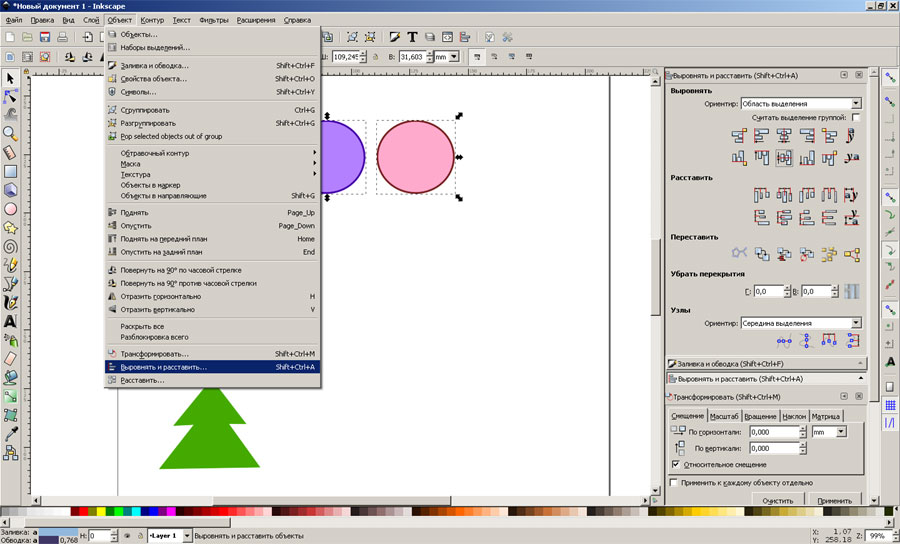 *Новый документ 1 - Inkscape
Файл Правка Вид Слой Объект Контур Текст Фильтры Расширения Справка
Ш: 109,245 В: 31,603 mm
Объекты...
Наборы выделений...
Заливка и обводка... Shift+Ctrl+F
Свойства объекта... Shift+Ctrl+O
Символы... Shift+Ctrl+Y
Сгруппировать Ctrl+G
Разгруппировать Shift+Ctrl+G
Pop selected objects out of group
Обтравочный контур
Маска
Текстура
Объекты в маркер
Объекты в направляющие Shift+G
Поднять Page_Up
Опустить Page_Down
Поднять на передний план Home
Опустить на задний план End
Повернуть на 90° по часовой стрелке
Повернуть на 90° против часовой стрелки
Отразить горизонтально H
Отразить вертикально V
Раскрыть все
Разблокировка всего
Трансформировать... Shift+Ctrl+M
Выровнять и расставить... Shift+Ctrl+A
Расставить...
Выровнять и расставить (Shift+Ctrl+A)
Выровнять
Ориентир: Область выделения
Считать выделение группой:
Расставить
Переставить
Убрать перекрытия
Г: 0,0 В: 0,0
Узлы
Ориентир: Середина выделения
Заливка и обводка (Shift+Ctrl+F)
Выровнять и расставить (Shift+Ctrl+A)
Трансформировать (Shift+Ctrl+M)
Смещение Масштаб Вращение Наклон Матрица
По горизонтали: 0,000 mm
По вертикали: 0,000
Относительное смещение
Применить к каждому объекту отдельно
Очистить Применить
Заливка: а
Обводка: а 0,768
Н: 0
Layer 1
Выровнять и расставить объекты
X: 1.07
Y: 258.18
Z: 99%